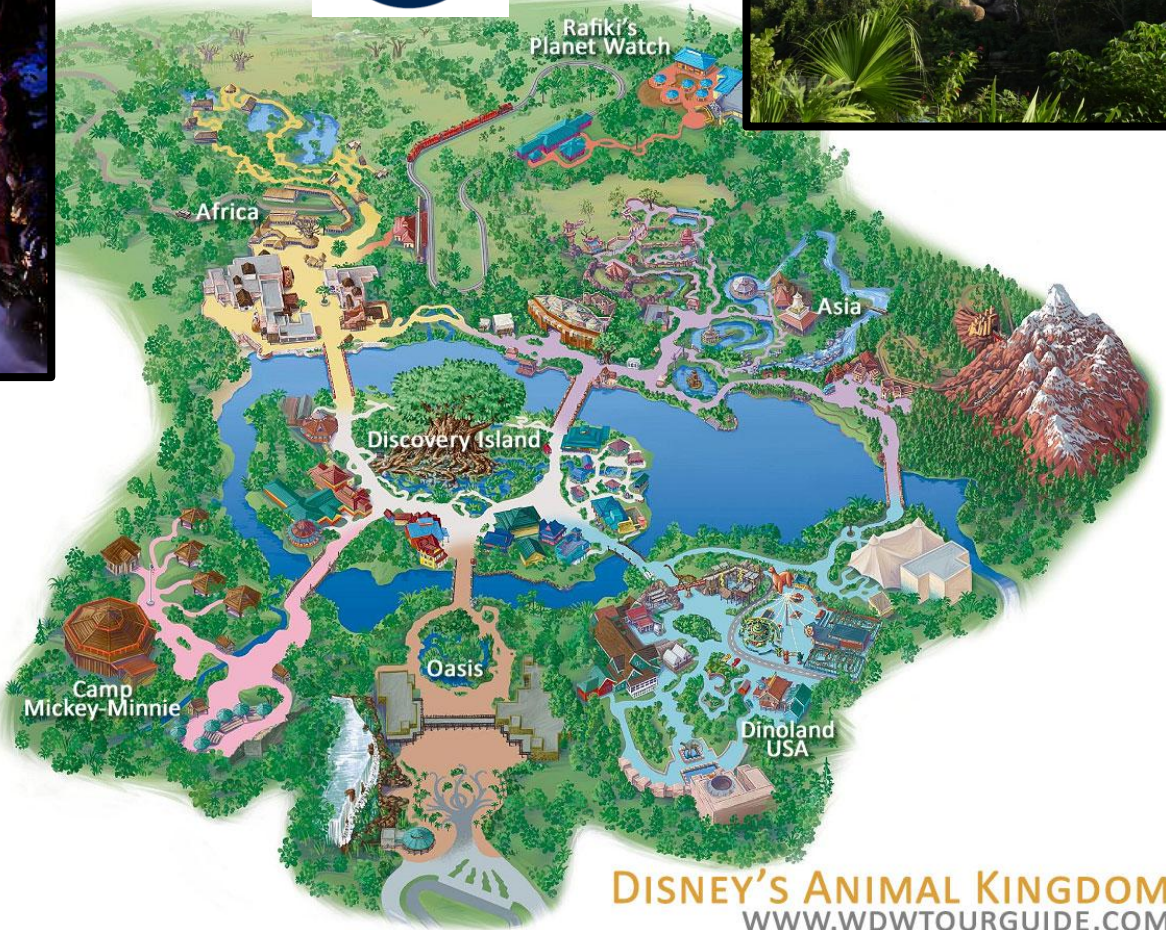 Rafiki's
Planet Watch
Africa
Asia
Discovery Island
Oasis
Camp
Mickey-Minnie
Dinoland
USA
DISNEY'S ANIMAL KINGDOM
WWW.WDWTOURGUIDE.COM